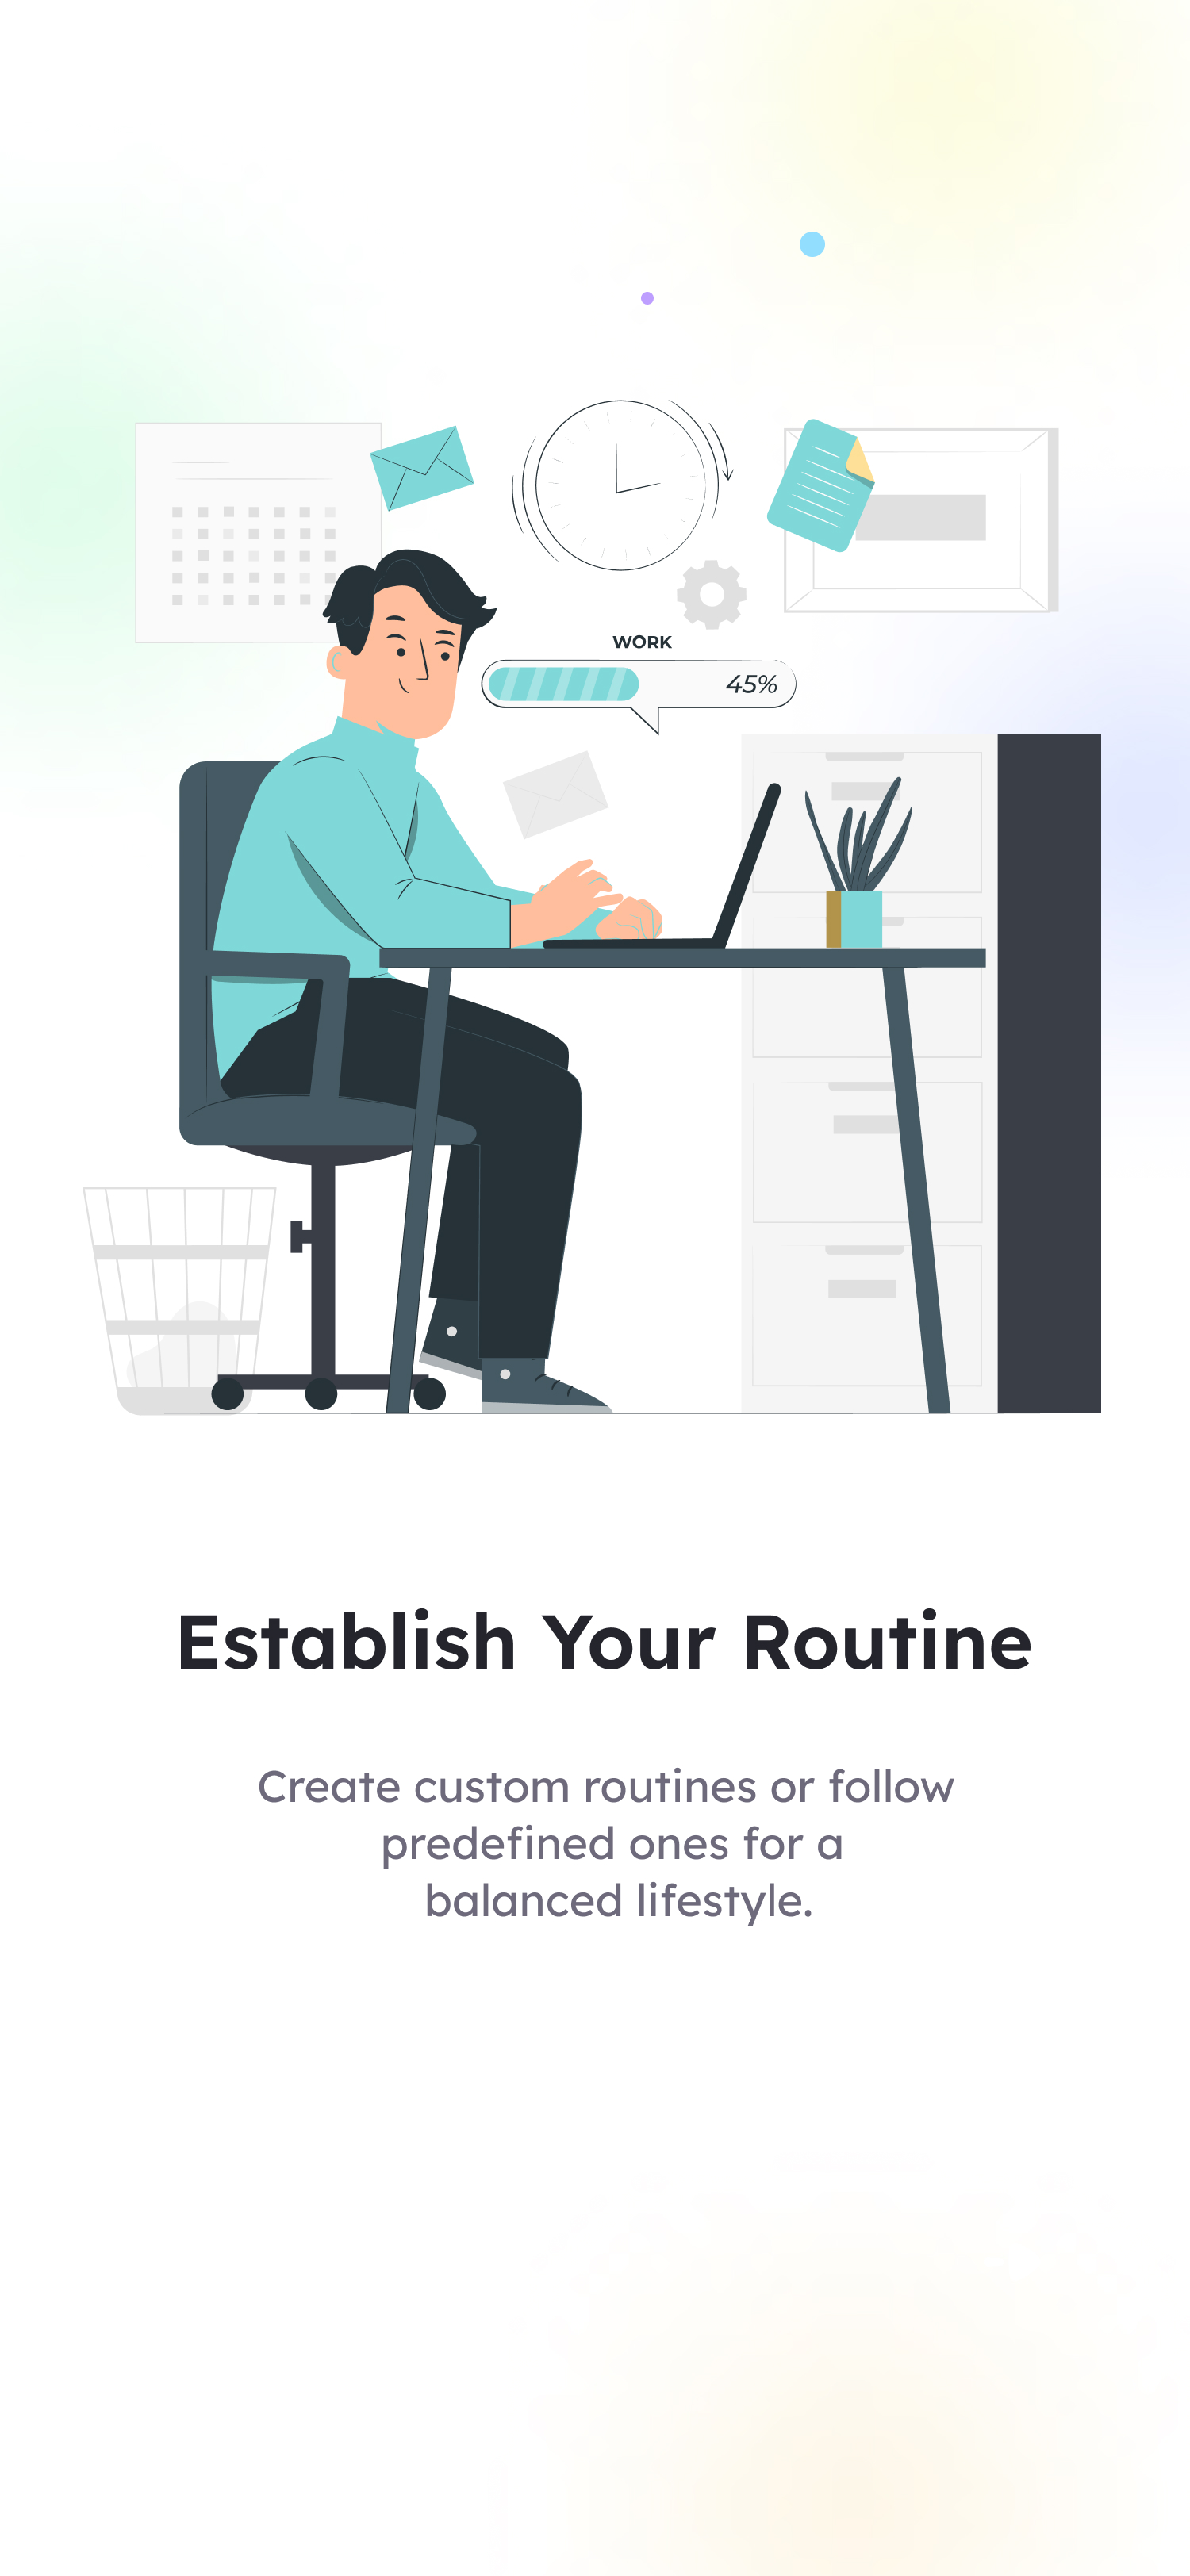 WORK
45%
Establish Your Routine
Create custom routines or follow
predefined ones for a
balanced lifestyle.